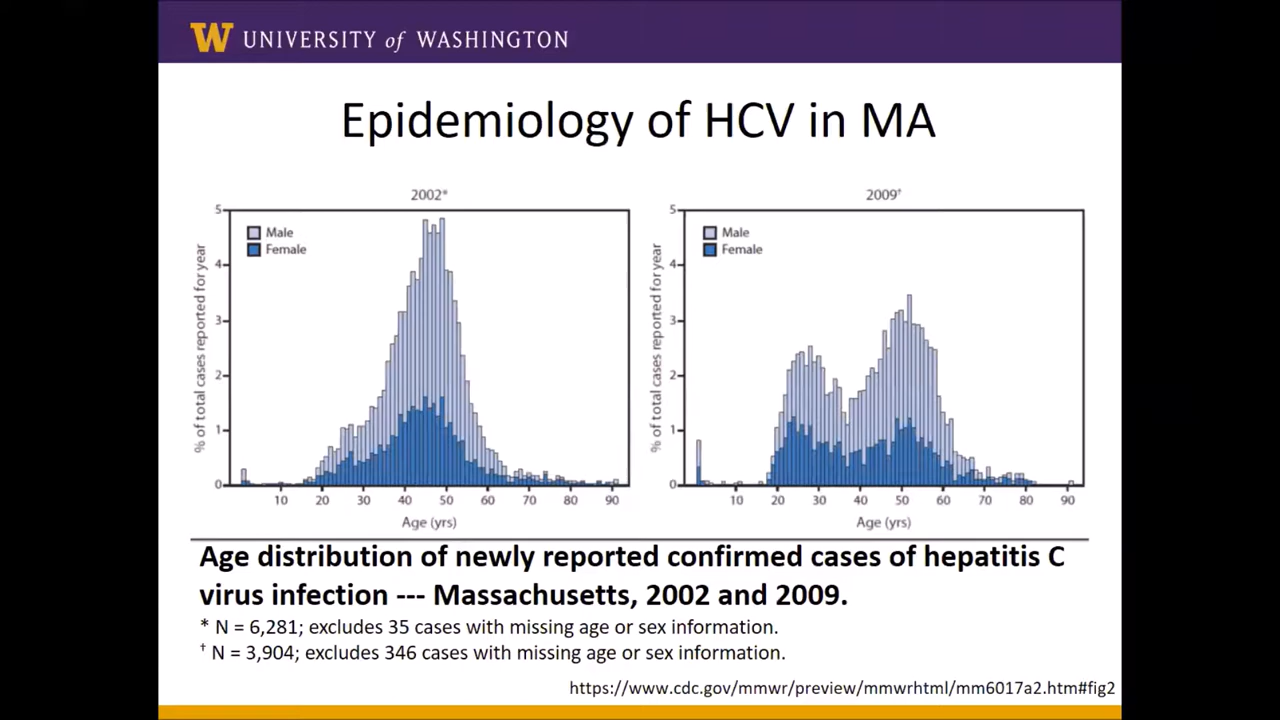 W UNIVERSITY of WASHINGTON
Epidemiology of HCV in MA
2002*
5
4
3
2
1
0
% of total cases reported for year
Male
Female
10 20 30 40 50 60 70 80 90
Age (yrs)
2009†
5
4
3
2
1
0
% of total cases reported for year
Male
Female
10 20 30 40 50 60 70 80 90
Age (yrs)
Age distribution of newly reported confirmed cases of hepatitis C
virus infection --- Massachusetts, 2002 and 2009.
* N = 6,281; excludes 35 cases with missing age or sex information.
† N = 3,904; excludes 346 cases with missing age or sex information.
https://www.cdc.gov/mmwr/preview/mmwrhtml/mm6017a2.htm#fig2